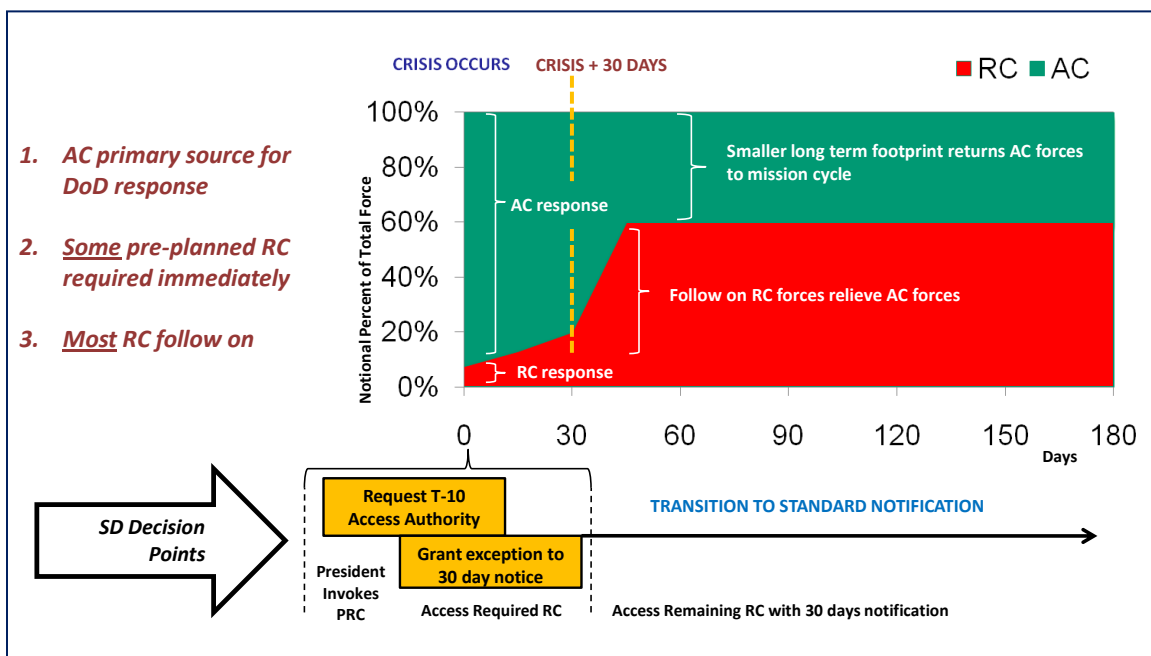 CRISIS OCCURS
CRISIS + 30 DAYS
RC AC
1. AC primary source for
DoD response
2. Some pre-planned RC
required immediately
3. Most RC follow on
Notional Percent of Total Force
100%
80%
60%
40%
20%
0%
AC response
RC response
Smaller long term footprint returns AC forces
to mission cycle
Follow on RC forces relieve AC forces
0 30 60 90 120 150 180
Days
SD Decision
Points
Request T-10
Access Authority
Grant exception to
30 day notice
President
Invokes
PRC
Access Required RC
TRANSITION TO STANDARD NOTIFICATION
Access Remaining RC with 30 days notification